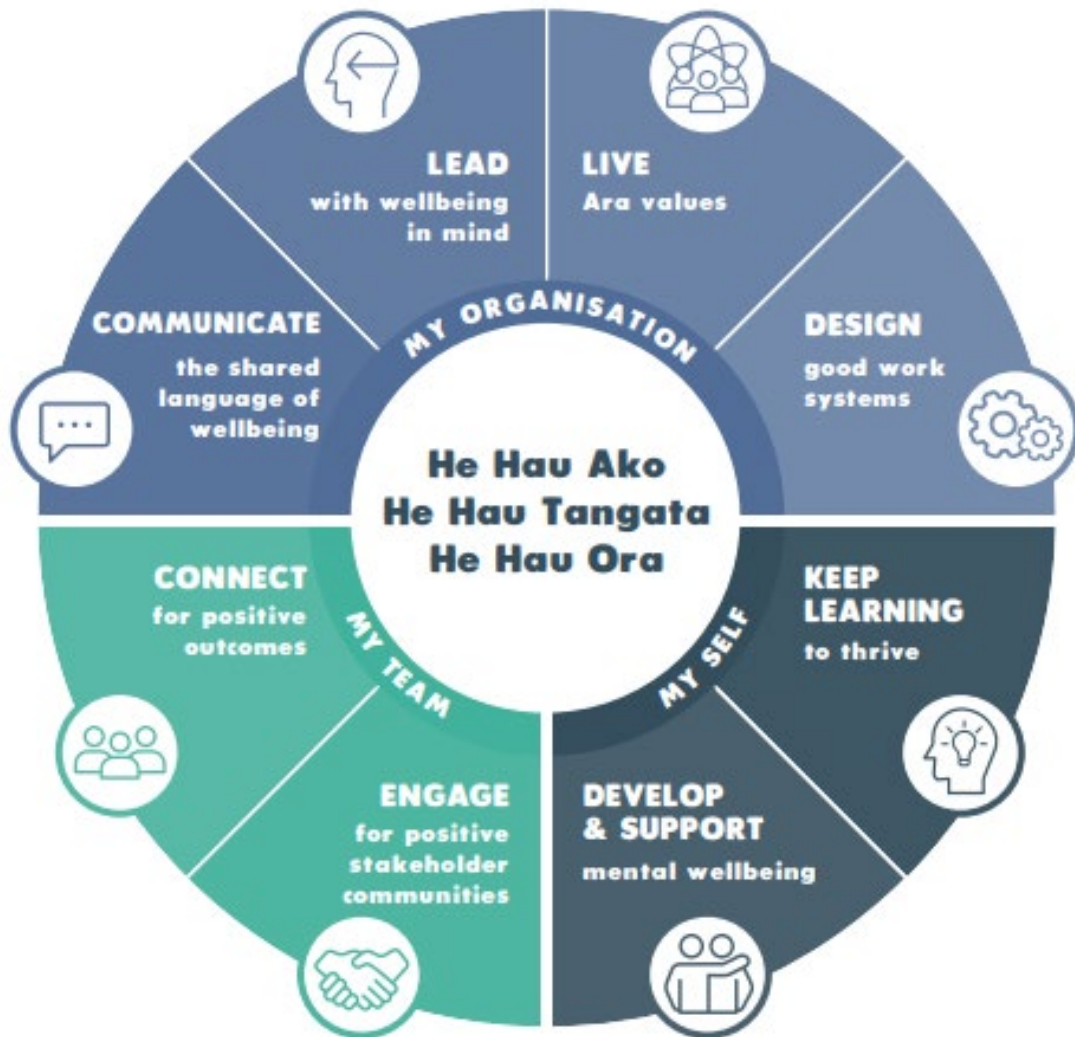 LEAD
with wellbeing
in mind
LIVE
Ara values
COMMUNICATE
the shared
language of
wellbeing
DESIGN
good work
systems
MY ORGANISATION
He Hau Ako
He Hau Tangata
He Hau Ora
MY TEAM
MY SELF
CONNECT
for positive
outcomes
KEEP
LEARNING
to thrive
ENGAGE
for positive
stakeholder
communities
DEVELOP
& SUPPORT
mental wellbeing